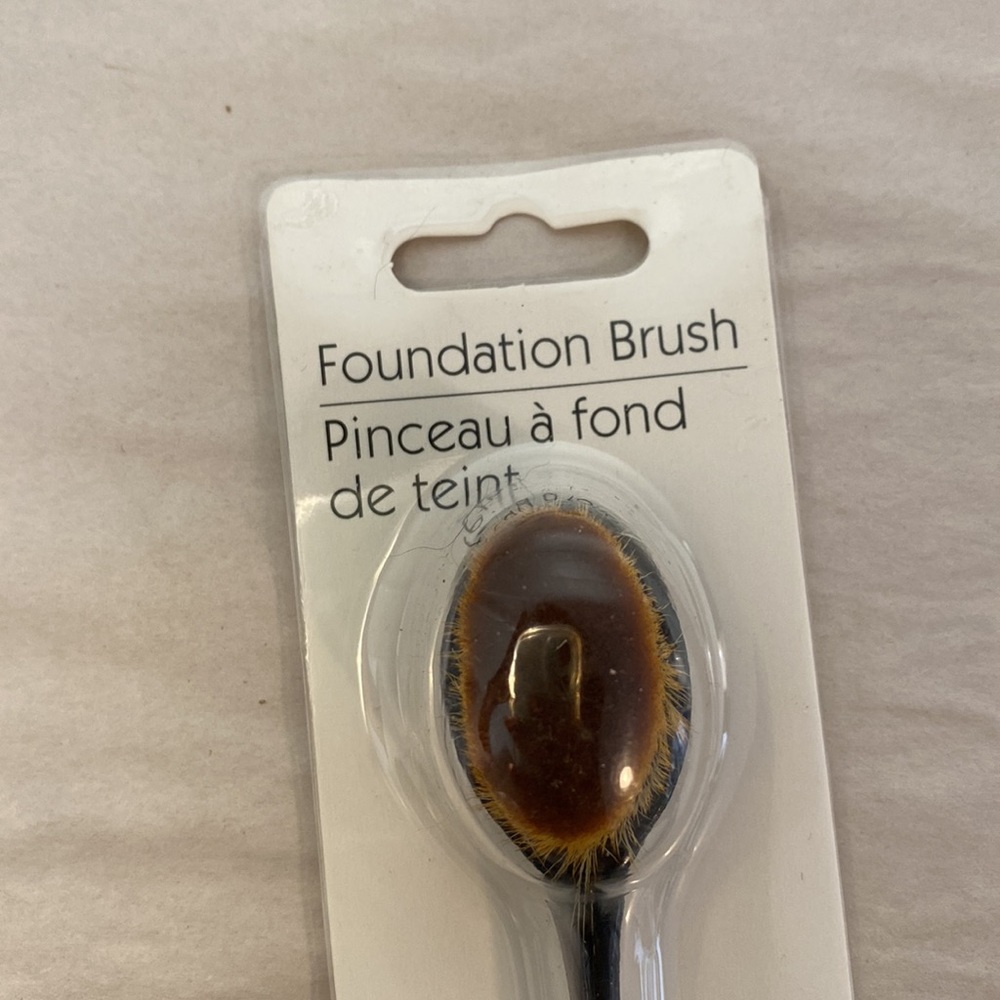 Foundation Brush
Pinceau à fond
de teint